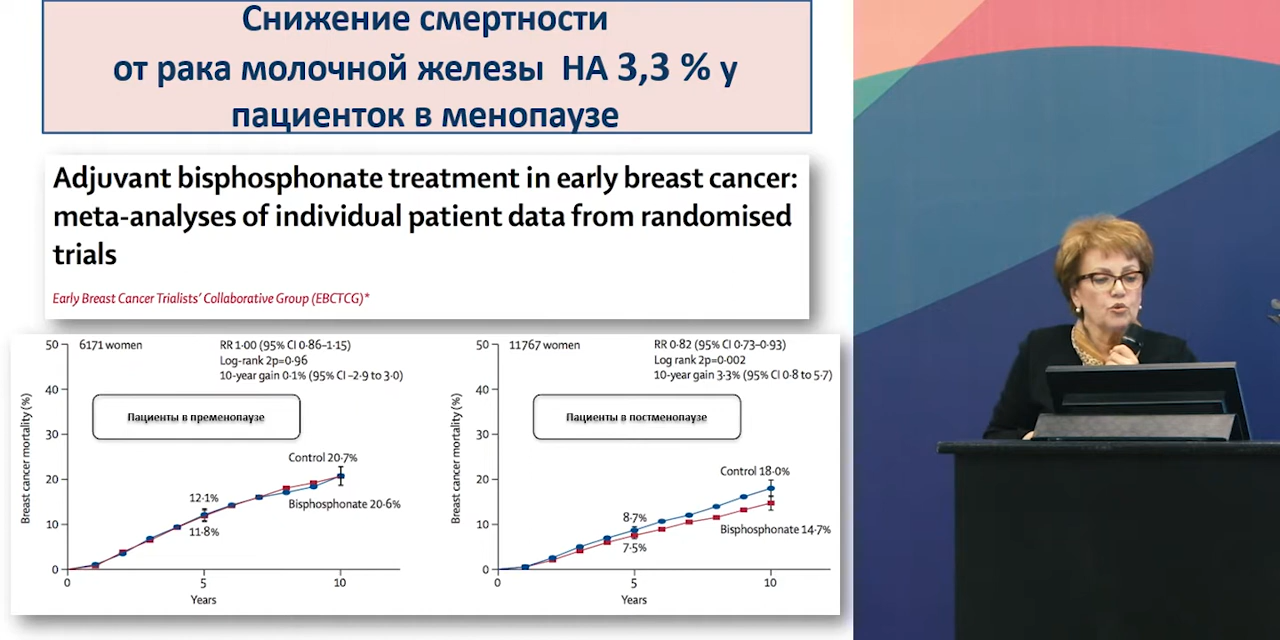 Снижение смертности
от рака молочной железы НА 3,3 % у
пациенток в менопаузе
Adjuvant bisphosphonate treatment in early breast cancer:
meta-analyses of individual patient data from randomised
trials
Early Breast Cancer Trialists’ Collaborative Group (EBCTCG)*
50
6171 women
RR 1·00 (95% CI 0·86–1·15)
Log-rank 2p=0·96
10-year gain 0·1% (95% CI –2·9 to 3·0)
40
Пациенты в пременопаузе
30
Breast cancer mortality (%)
Control 20·7%
20
12·1%
Bisphosphonate 20·6%
11·8%
10
0
0 5 10
Years
50
11767 women
RR 0·82 (95% CI 0·73–0·93)
Log rank 2p=0·002
10-year gain 3·3% (95% CI 0·8 to 5·7)
40
Пациенты в постменопаузе
30
Breast cancer mortality (%)
Control 18·0%
20
8·7%
Bisphosphonate 14·7%
7·5%
10
0
0 5 10
Years